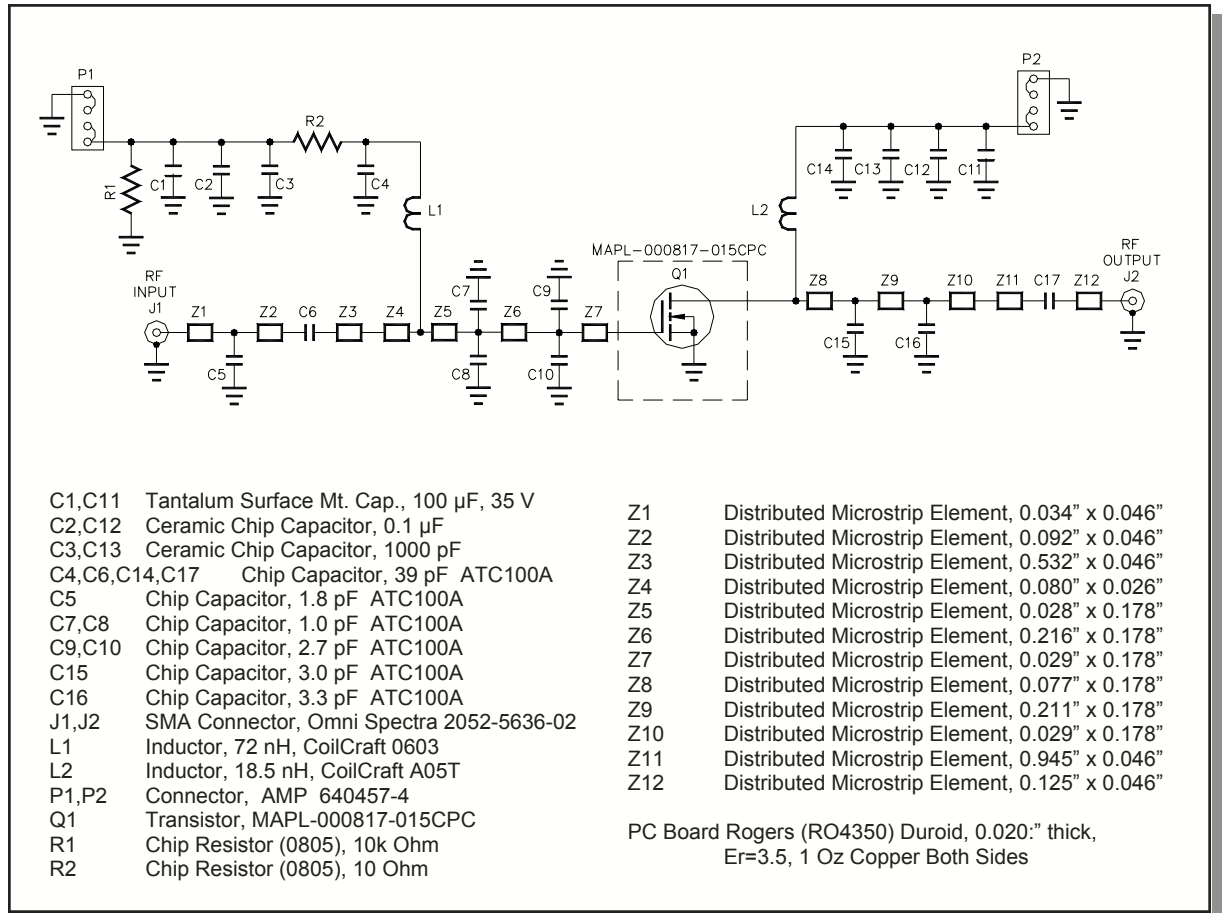 P1
P2
R2
R1
C1
C2
C3
C4
L1
C14
C13
C12
C11
L2
MAPL-000817-015CPC
Q1
RF
INPUT
J1
RF
OUTPUT
J2
Z1
Z2
C6
Z3
Z4
Z5
C7
Z6
C9
Z7
Z8
Z9
Z10
Z11
C17
Z12
C5
C8
C10
C15
C16
C1,C11 Tantalum Surface Mt. Cap., 100 µF, 35 V
C2,C12 Ceramic Chip Capacitor, 0.1 µF
C3,C13 Ceramic Chip Capacitor, 1000 pF
C4,C6,C14,C17 Chip Capacitor, 39 pF ATC100A
C5 Chip Capacitor, 1.8 pF ATC100A
C7,C8 Chip Capacitor, 1.0 pF ATC100A
C9,C10 Chip Capacitor, 2.7 pF ATC100A
C15 Chip Capacitor, 3.0 pF ATC100A
C16 Chip Capacitor, 3.3 pF ATC100A
J1,J2 SMA Connector, Omni Spectra 2052-5636-02
L1 Inductor, 72 nH, CoilCraft 0603
L2 Inductor, 18.5 nH, CoilCraft A05T
P1,P2 Connector, AMP 640457-4
Q1 Transistor, MAPL-000817-015CPC
R1 Chip Resistor (0805), 10k Ohm
R2 Chip Resistor (0805), 10 Ohm
Z1 Distributed Microstrip Element, 0.034” x 0.046”
Z2 Distributed Microstrip Element, 0.092” x 0.046”
Z3 Distributed Microstrip Element, 0.532” x 0.046”
Z4 Distributed Microstrip Element, 0.080” x 0.026”
Z5 Distributed Microstrip Element, 0.028” x 0.178”
Z6 Distributed Microstrip Element, 0.216” x 0.178”
Z7 Distributed Microstrip Element, 0.029” x 0.178”
Z8 Distributed Microstrip Element, 0.077” x 0.178”
Z9 Distributed Microstrip Element, 0.211” x 0.178”
Z10 Distributed Microstrip Element, 0.029” x 0.178”
Z11 Distributed Microstrip Element, 0.945” x 0.046”
Z12 Distributed Microstrip Element, 0.125” x 0.046”
PC Board Rogers (RO4350) Duroid, 0.020:” thick,
Er=3.5, 1 Oz Copper Both Sides